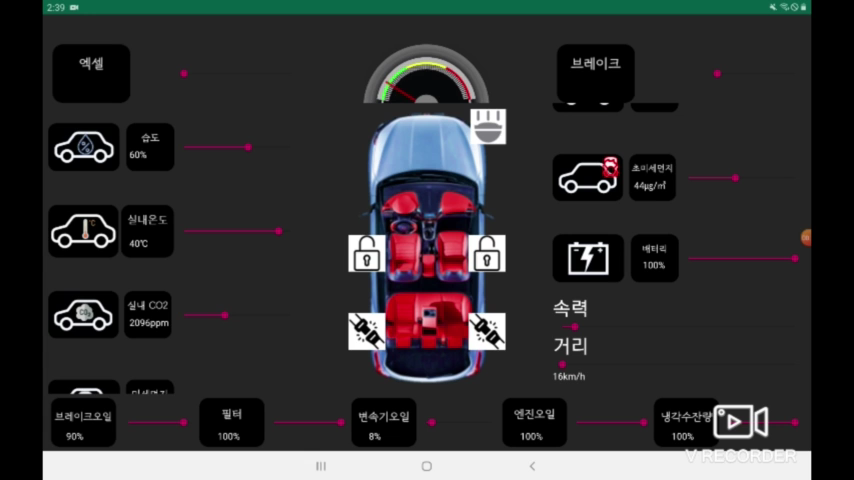 2:39
엑셀
브레이크
습도
60%
초미세먼지
44µg/㎥
실내온도
40℃
배터리
100%
실내 CO2
2096ppm
속력
거리
16km/h
브레이크오일
90%
필터
100%
변속기오일
8%
엔진오일
100%
냉각수잔량
100%
V RECORDER